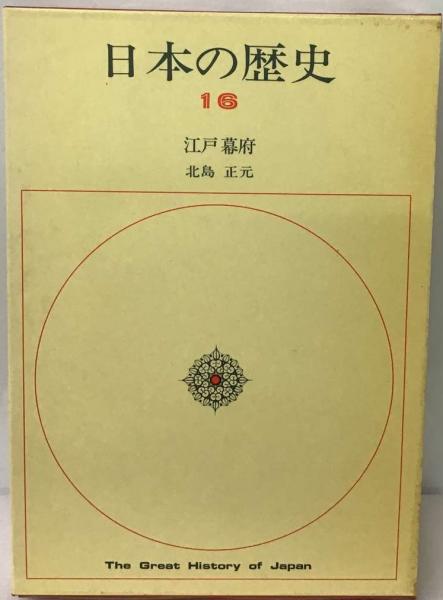 日本の歴史
16
江戸幕府
北島 正元
The Great History of Japan